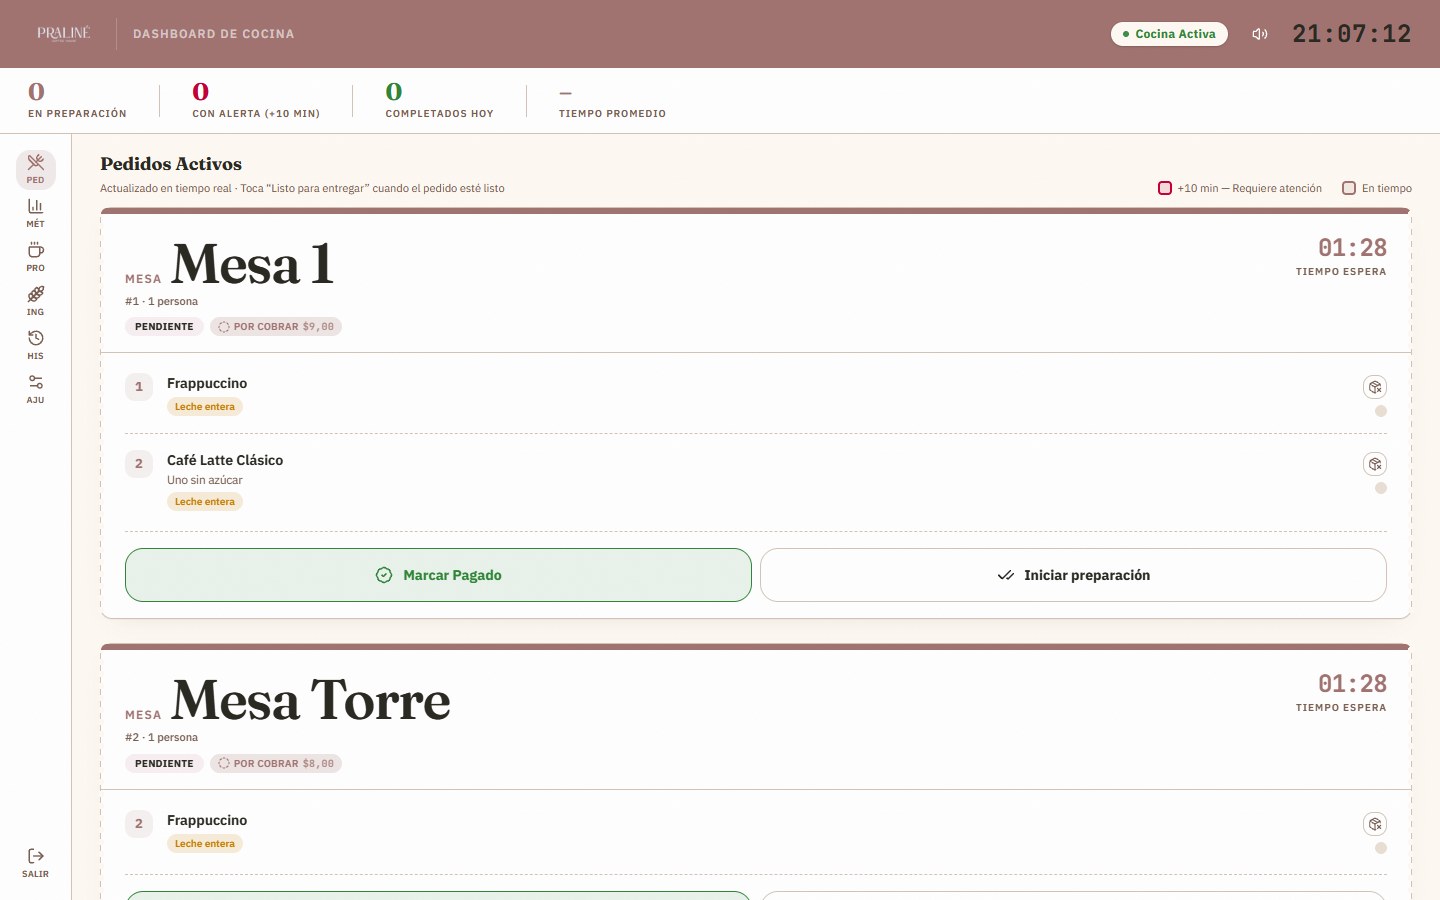 PRALINÉ
DASHBOARD DE COCINA
Cocina Activa
21:07:12
0
EN PREPARACIÓN
0
CON ALERTA (+10 MIN)
0
COMPLETADOS HOY
–
TIEMPO PROMEDIO
PED
MÉT
PRO
ING
HIS
AJU
SALIR
Pedidos Activos
Actualizado en tiempo real · Toca “Listo para entregar” cuando el pedido esté listo
+10 min — Requiere atención
En tiempo
MESA Mesa 1
01:28
TIEMPO ESPERA
#1 · 1 persona
PENDIENTE
POR COBRAR $9,00
1 Frappuccino
Leche entera
2 Café Latte Clásico
Uno sin azúcar
Leche entera
Marcar Pagado
Iniciar preparación
MESA Mesa Torre
01:28
TIEMPO ESPERA
#2 · 1 persona
PENDIENTE
POR COBRAR $8,00
2 Frappuccino
Leche entera